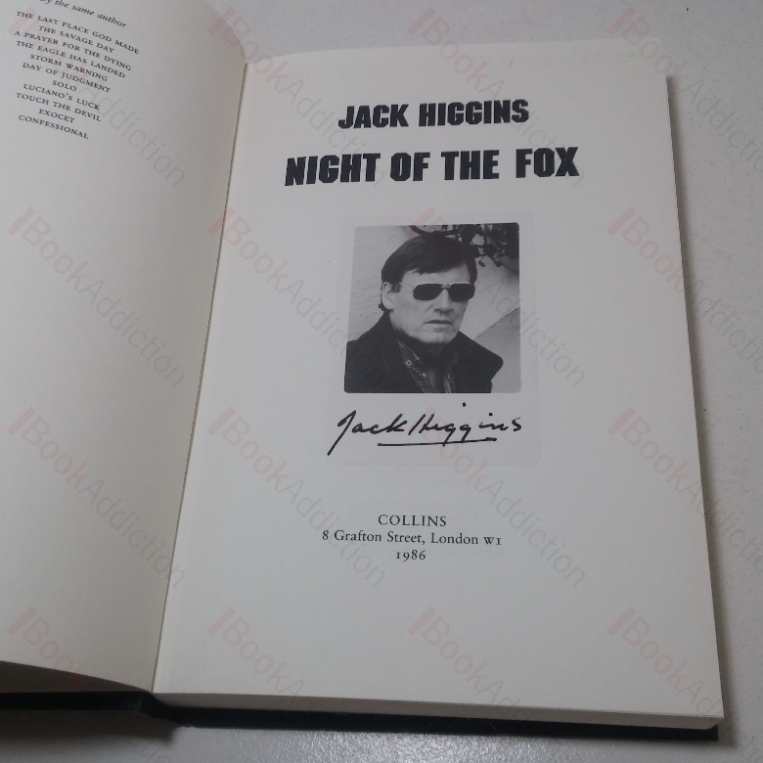 by the same author
THE LAST PLACE GOD MADE
THE SAVAGE DAY
A PRAYER FOR THE DYING
THE EAGLE HAS LANDED
STORM WARNING
DAY OF JUDGMENT
SOLO
LUCIANO'S LUCK
TOUCH THE DEVIL
EXOCET
CONFESSIONAL
JACK HIGGINS
NIGHT OF THE FOX
Jack Higgins
COLLINS
8 Grafton Street, London W1
1986
BookAddiction